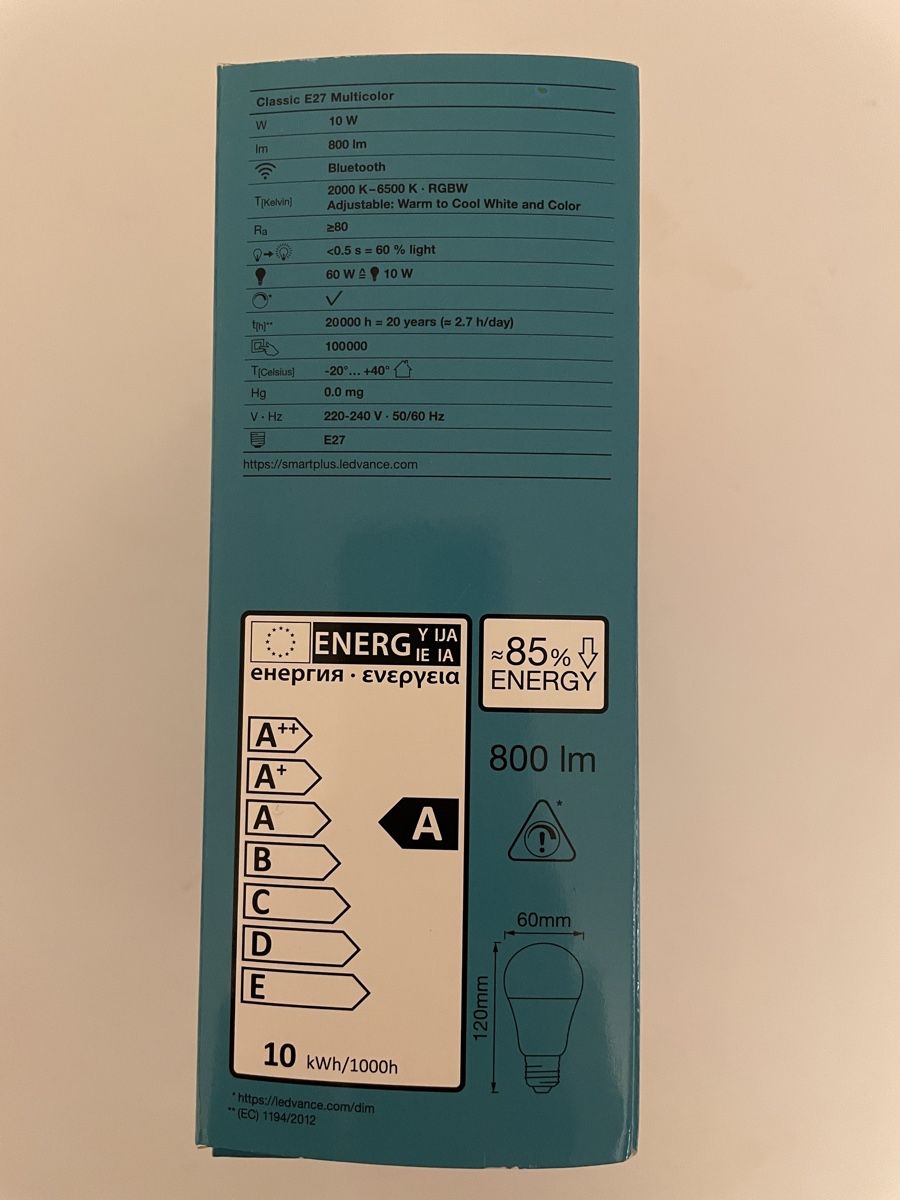 Classic E27 Multicolor
W 10 W
lm 800 lm
Bluetooth
T[Kelvin] 2000 K–6500 K · RGBW
Adjustable: Warm to Cool White and Color
Ra ≥80
<0.5 s = 60 % light
60 W ≙ 10 W
* ✓
t[h]** 20000 h = 20 years (≈ 2.7 h/day)
100000
T[Celsius] -20°... +40°
Hg 0.0 mg
V · Hz 220-240 V · 50/60 Hz
E27
https://smartplus.ledvance.com
ENERG Y IJA
IE IA
енергия · ενεργεια
≈85%
ENERGY
A++
A+
A
B
C
D
E
A
10 kWh/1000h
800 lm
*
60mm
120mm
* https://ledvance.com/dim
** (EC) 1194/2012